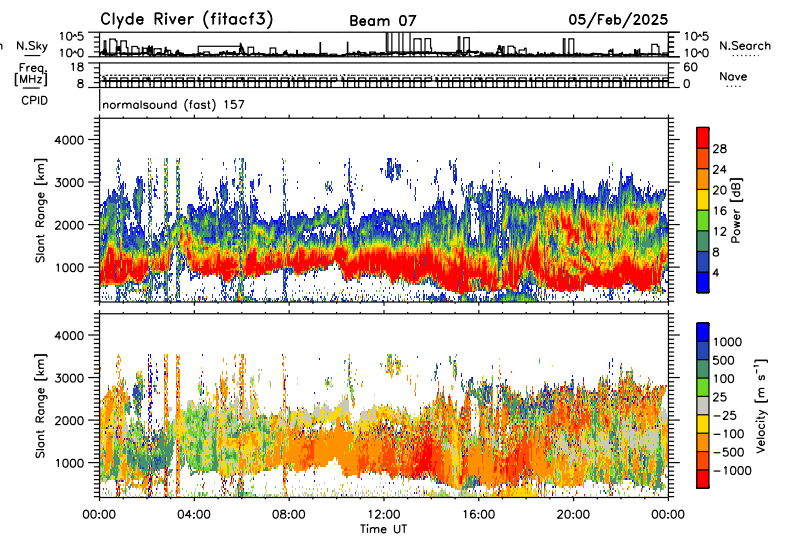 Clyde River (fitacf3) Beam 07 05/Feb/2025
n N.Sky 10^5 10^0 10^5 10^0 N.Search
Freq. [MHz] 18 8 60 0 Nave
CPID normalsound (fast) 157
Slant Range [km] 4000 3000 2000 1000
28 24 20 16 12 8 4 Power [dB]
Slant Range [km] 4000 3000 2000 1000
1000 500 100 25 -25 -100 -500 -1000 Velocity [m s⁻¹]
00:00 04:00 08:00 12:00 16:00 20:00 00:00
Time UT